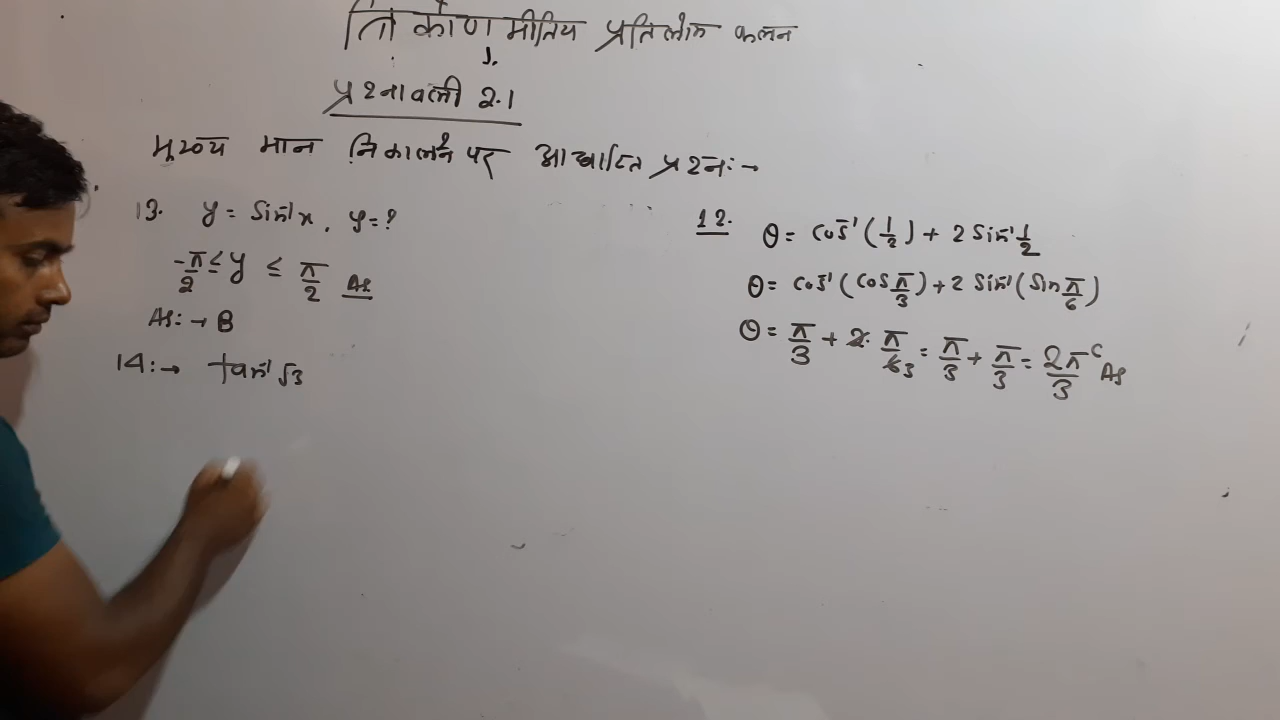 त्रिकोणमीतिय प्रतिलोम फलन
प्रश्नावली 2.1
मुख्य मान निकालने पर आधारित प्रश्न:→
13. y = Sin⁻¹x, y = ?
-π/2 ≤ y ≤ π/2 As
As:→ B
14:→ tan⁻¹√3
12. θ = Cos⁻¹(1/2) + 2 Sin⁻¹ 1/2
θ = Cos⁻¹(Cos π/3) + 2 Sin⁻¹(Sin π/6)
θ = π/3 + 2· π/6 3 = π/3 + π/3 = 2πᶜ/3 As